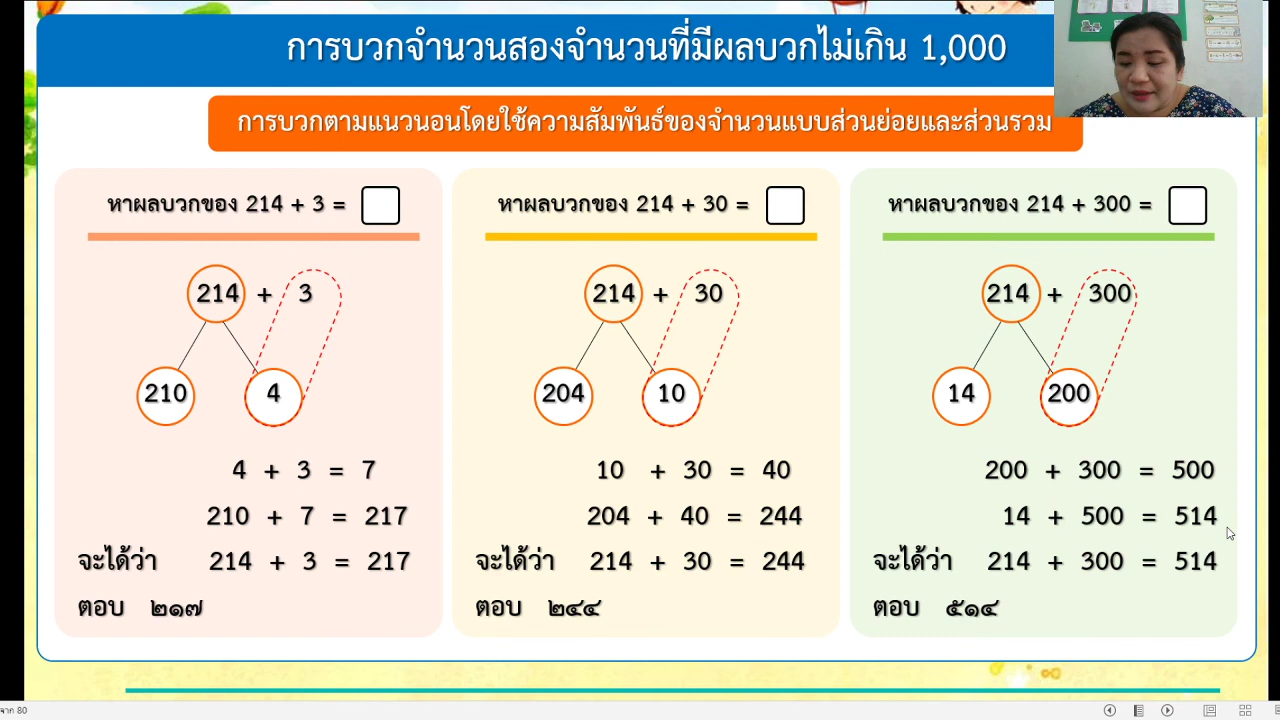 การบวกจำนวนสองจำนวนที่มีผลบวกไม่เกิน 1,000
การบวกตามแนวนอนโดยใช้ความสัมพันธ์ของจำนวนแบบส่วนย่อยและส่วนรวม
หาผลบวกของ 214 + 3 =
214 + 3
210 4
4 + 3 = 7
210 + 7 = 217
จะได้ว่า 214 + 3 = 217
ตอบ ๒๑๗
หาผลบวกของ 214 + 30 =
214 + 30
204 10
10 + 30 = 40
204 + 40 = 244
จะได้ว่า 214 + 30 = 244
ตอบ ๒๔๔
หาผลบวกของ 214 + 300 =
214 + 300
14 200
200 + 300 = 500
14 + 500 = 514
จะได้ว่า 214 + 300 = 514
ตอบ ๕๑๔
จาก 80